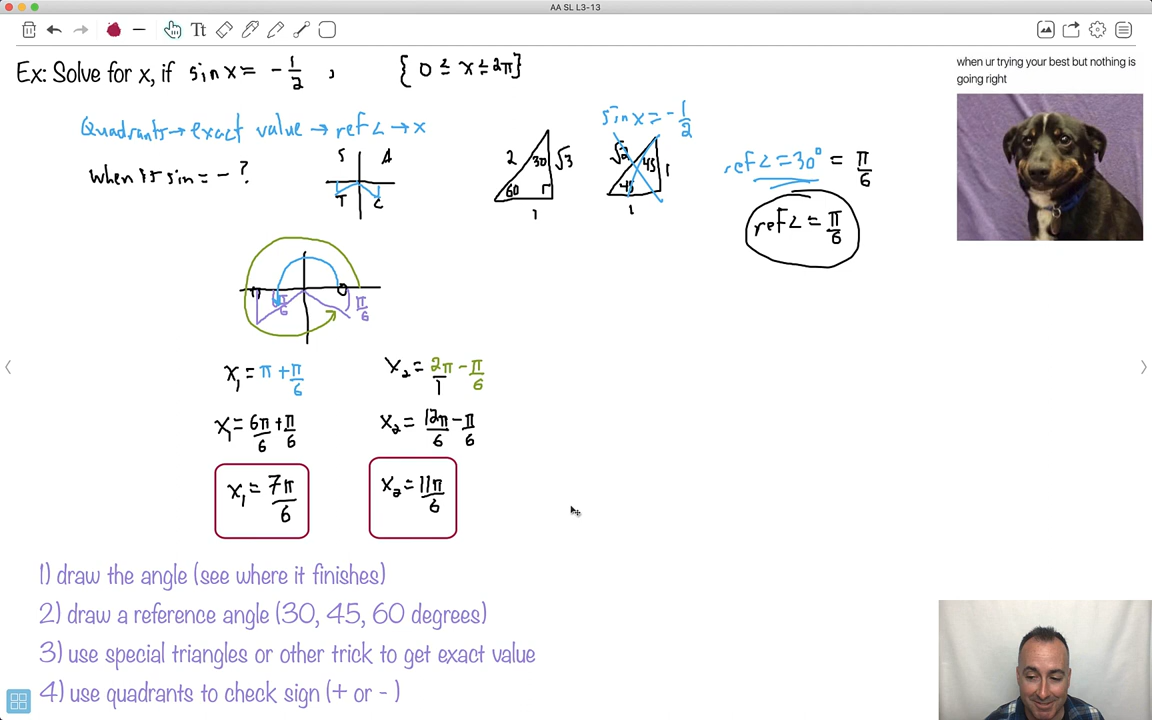 AA SL L3-13
Tt
Ex: Solve for x, if sin x = -1/2 , { 0 ≤ x ≤ 2π }
when ur trying your best but nothing is
going right
Quadrants → exact value → ref∠ → x
when is sin = - ?
S A
T C
2 30 √3
60 1
sin x = -1/2
√2 45 1
45 1
ref∠ = 30° = π/6
ref∠ = π/6
π π/6 0 π/6
x₁ = π + π/6
x₁ = 6π/6 + π/6
x₁ = 7π/6
x₂ = 2π/1 - π/6
x₂ = 12π/6 - π/6
x₂ = 11π/6
1) draw the angle (see where it finishes)
2) draw a reference angle (30, 45, 60 degrees)
3) use special triangles or other trick to get exact value
4) use quadrants to check sign (+ or - )